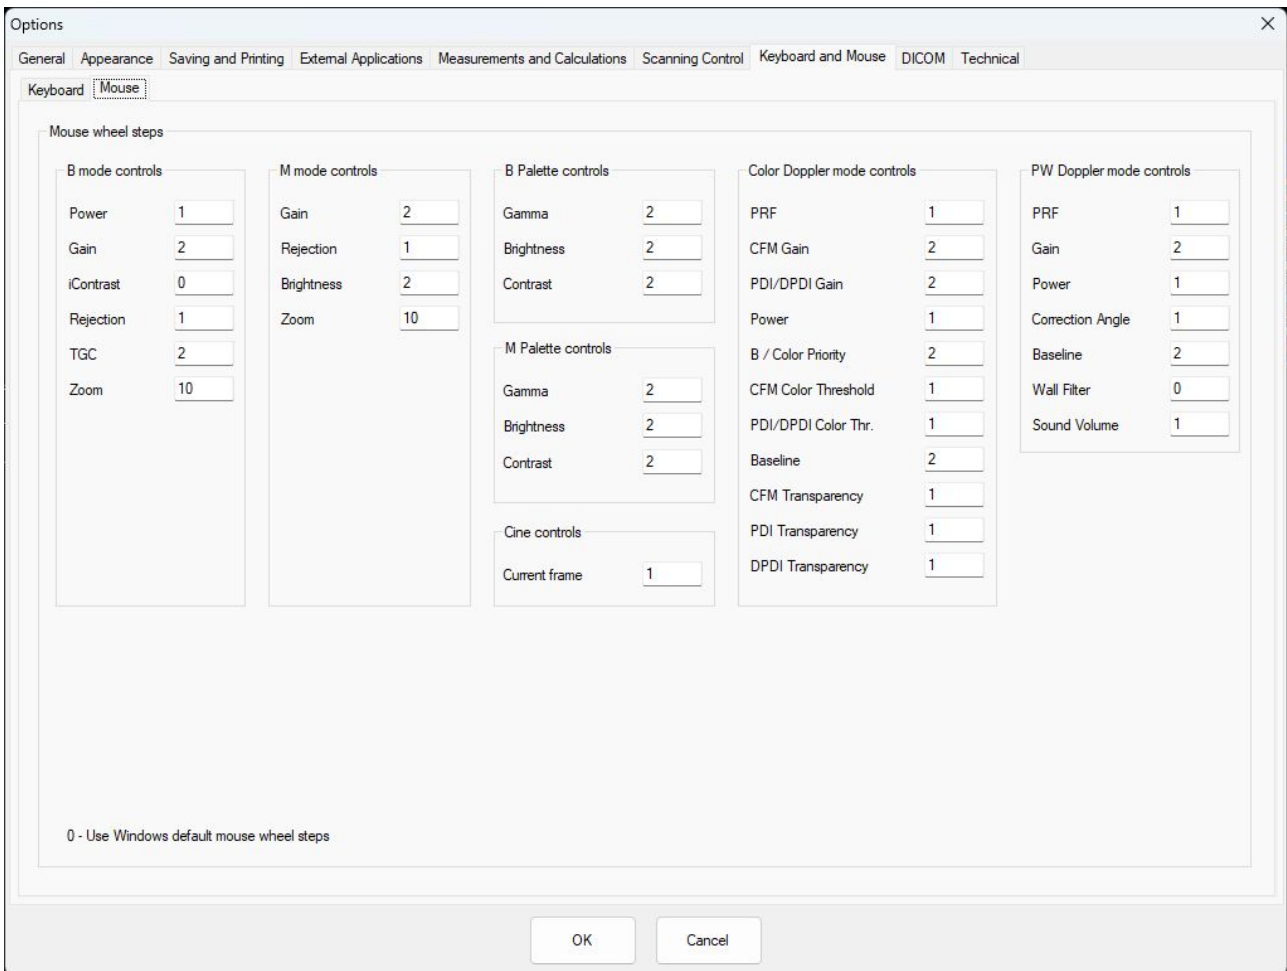 Options
General Appearance Saving and Printing External Applications Measurements and Calculations Scanning Control Keyboard and Mouse DICOM Technical
Keyboard Mouse
Mouse wheel steps
B mode controls
Power 1
Gain 2
iContrast 0
Rejection 1
TGC 2
Zoom 10
M mode controls
Gain 2
Rejection 1
Brightness 2
Zoom 10
B Palette controls
Gamma 2
Brightness 2
Contrast 2
M Palette controls
Gamma 2
Brightness 2
Contrast 2
Cine controls
Current frame 1
Color Doppler mode controls
PRF 1
CFM Gain 2
PDI/DPDI Gain 2
Power 1
B / Color Priority 2
CFM Color Threshold 1
PDI/DPDI Color Thr. 1
Baseline 2
CFM Transparency 1
PDI Transparency 1
DPDI Transparency 1
PW Doppler mode controls
PRF 1
Gain 2
Power 1
Correction Angle 1
Baseline 2
Wall Filter 0
Sound Volume 1
0 - Use Windows default mouse wheel steps
OK Cancel